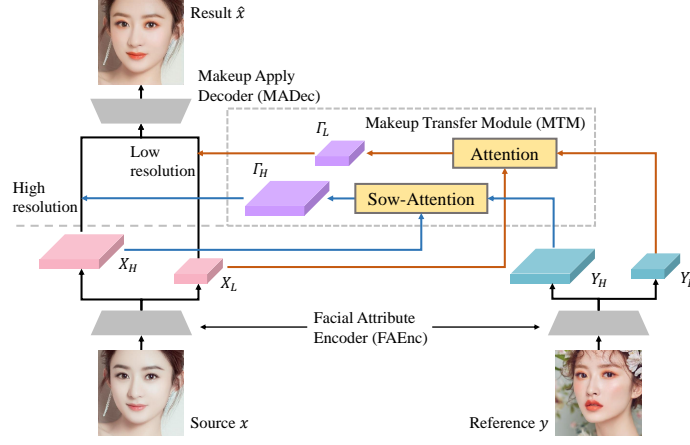 Result x̂
Makeup Apply
Decoder (MADec)
Makeup Transfer Module (MTM)
Γ_L
Attention
Low
resolution
Γ_H
Sow-Attention
High
resolution
X_H
X_L
Y_H
Facial Attribute
Encoder (FAEnc)
Source x
Reference y